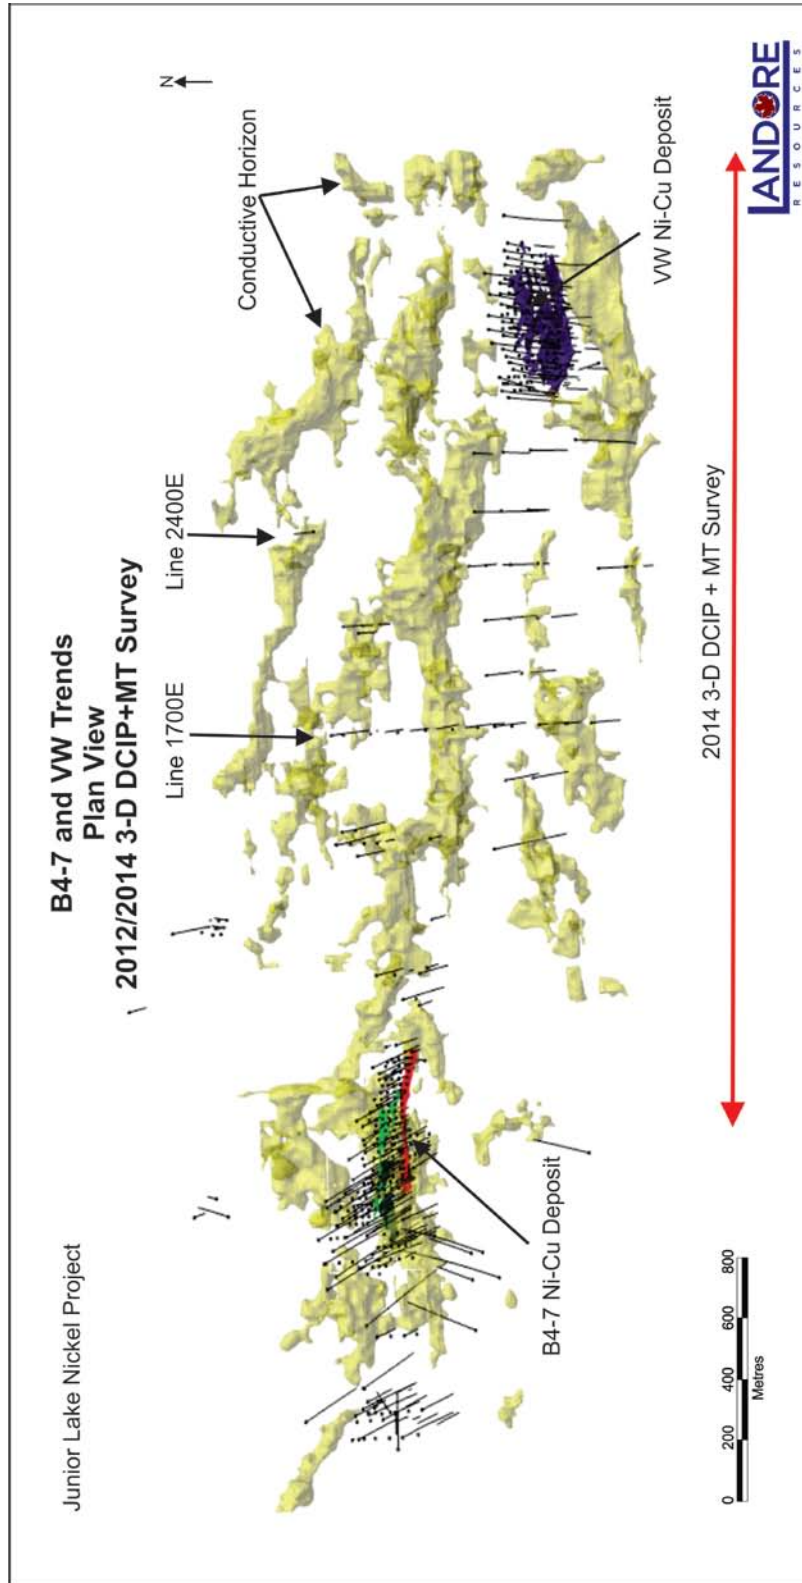 Junior Lake Nickel Project
B4-7 and VW Trends
Plan View
2012/2014 3-D DCIP+MT Survey
N
Line 1700E
Line 2400E
Conductive Horizon
B4-7 Ni-Cu Deposit
VW Ni-Cu Deposit
2014 3-D DCIP + MT Survey
0 200 400 600 800
Metres
LANDORE
RESOURCES